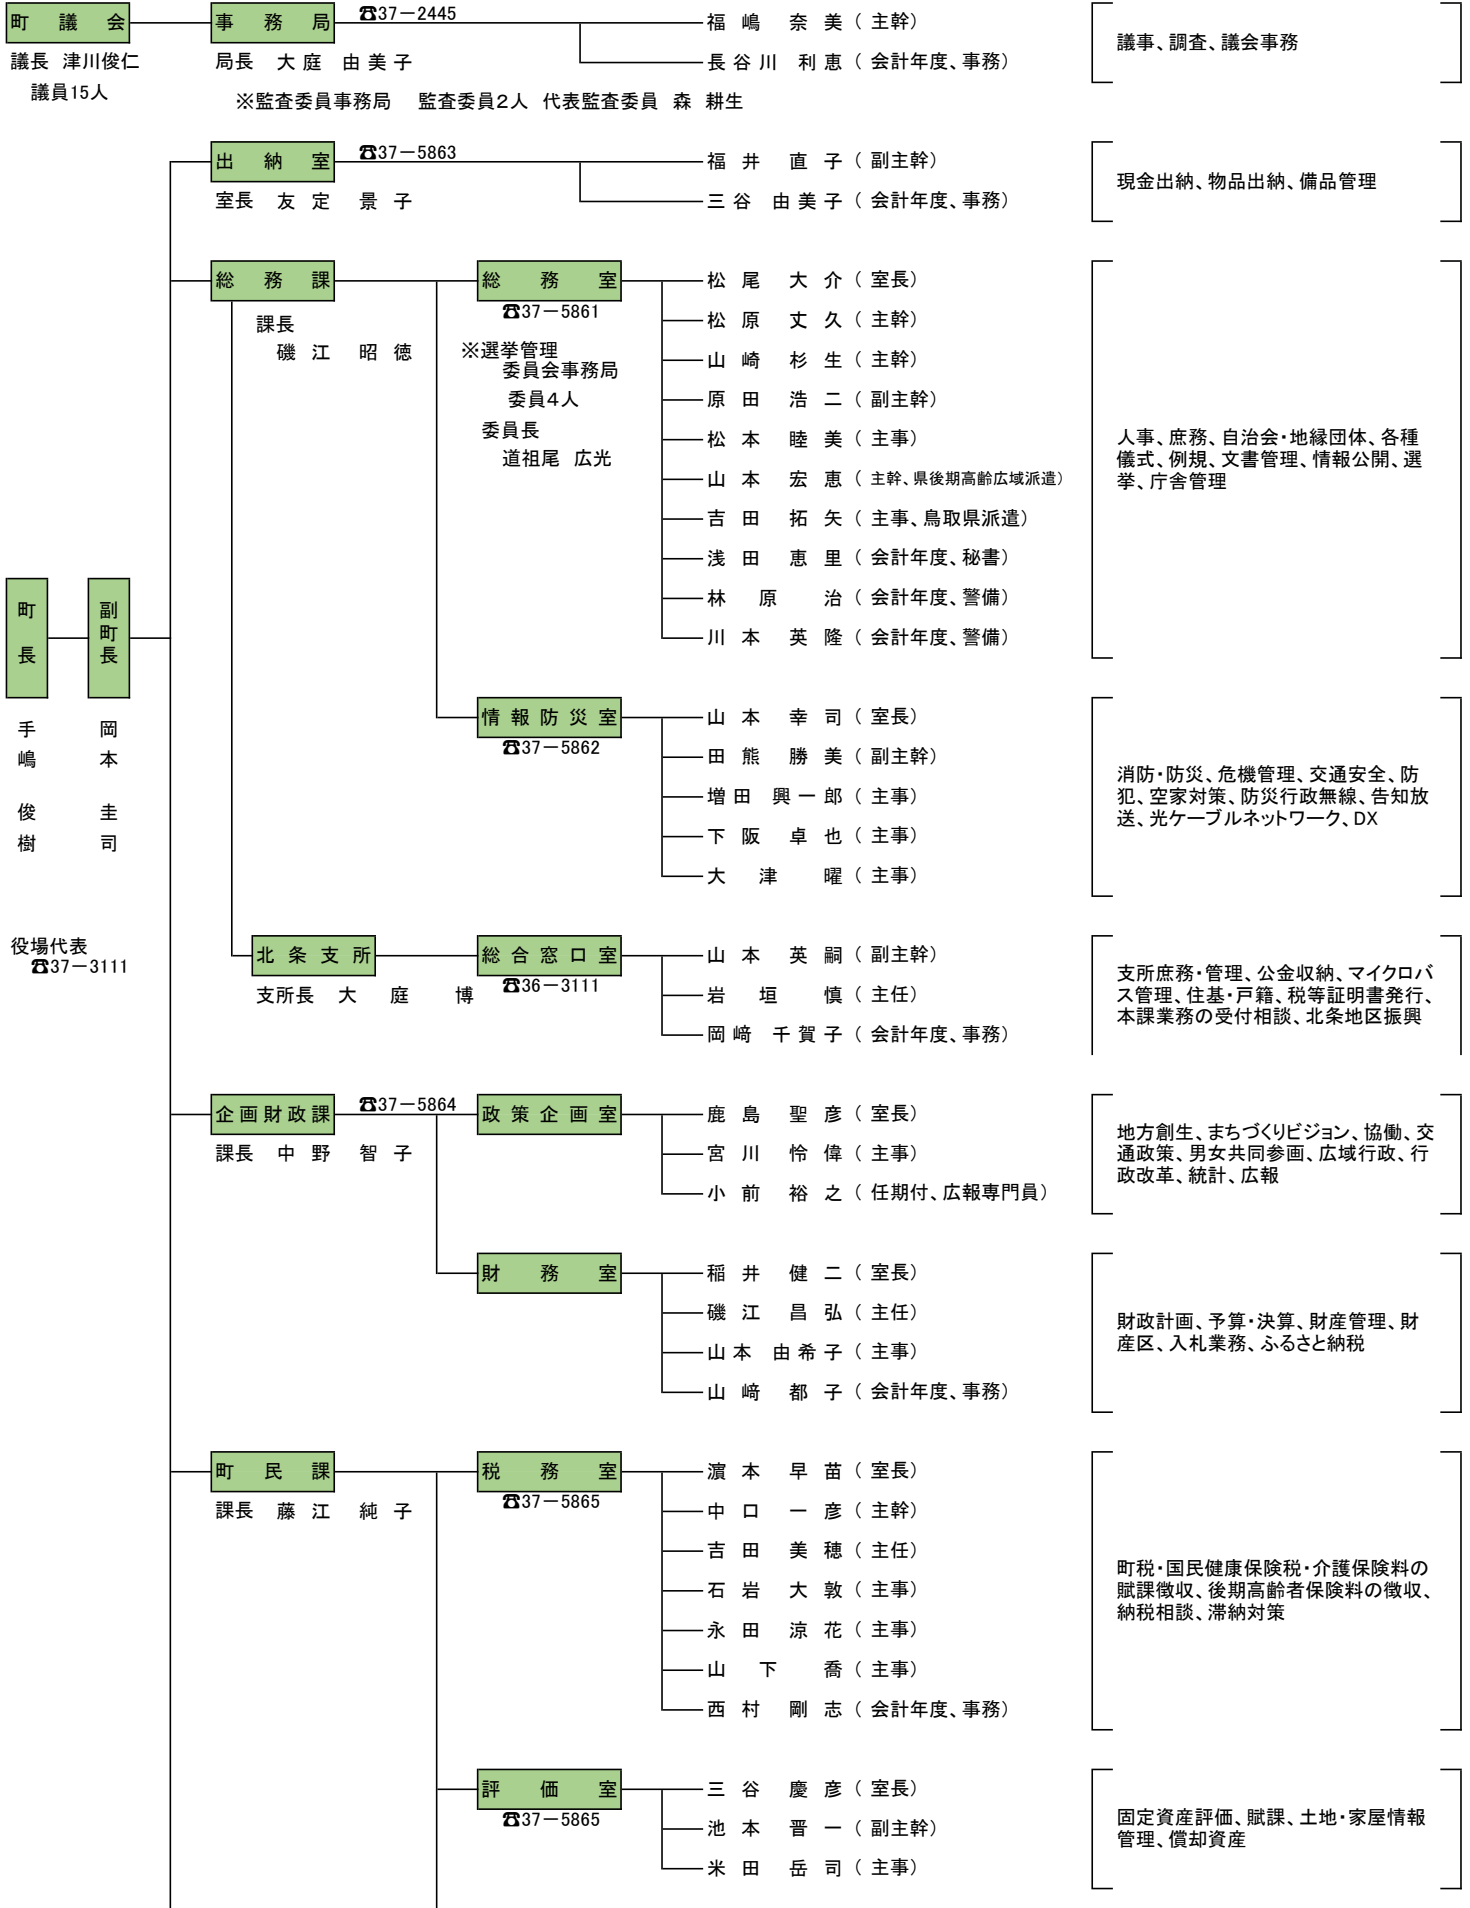 町議会 事務局 ☎37－2445 福嶋 奈美（主幹）
議長 津川俊仁 局長 大庭 由美子 長谷川 利恵（会計年度、事務）
議員15人
議事、調査、議会事務
※監査委員事務局 監査委員２人 代表監査委員 森 耕生
出納室 ☎37－5863 福井 直子（副主幹）
室長 友定 景子 三谷 由美子（会計年度、事務）
現金出納、物品出納、備品管理
総務課
課長
磯江 昭徳
総務室
☎37－5861
※選挙管理
委員会事務局
委員４人
委員長
道祖尾 広光
松尾 大介（室長）
松原 丈久（主幹）
山崎 杉生（主幹）
原田 浩二（副主幹）
松本 睦美（主事）
山本 宏恵（主幹、県後期高齢広域派遣）
吉田 拓矢（主事、鳥取県派遣）
浅田 恵里（会計年度、秘書）
林原 治（会計年度、警備）
川本 英隆（会計年度、警備）
人事、庶務、自治会・地縁団体、各種
儀式、例規、文書管理、情報公開、選
挙、庁舎管理
町長
手嶋 俊樹
副町長
岡本 圭司
役場代表
☎37－3111
情報防災室
☎37－5862
山本 幸司（室長）
田熊 勝美（副主幹）
増田 興一郎（主事）
下阪 卓也（主事）
大津 曜（主事）
消防・防災、危機管理、交通安全、防
犯、空家対策、防災行政無線、告知放
送、光ケーブルネットワーク、DX
北条支所
支所長 大庭 博
総合窓口室
☎36－3111
山本 英嗣（副主幹）
岩垣 慎（主任）
岡﨑 千賀子（会計年度、事務）
支所庶務・管理、公金収納、マイクロバ
ス管理、住基・戸籍、税等証明書発行、
本課業務の受付相談、北条地区振興
企画財政課 ☎37－5864
課長 中野 智子
政策企画室
鹿島 聖彦（室長）
宮川 怜偉（主事）
小前 裕之（任期付、広報専門員）
地方創生、まちづくりビジョン、協働、交
通政策、男女共同参画、広域行政、行
政改革、統計、広報
財務室
稲井 健二（室長）
磯江 昌弘（主任）
山本 由希子（主事）
山﨑 都子（会計年度、事務）
財政計画、予算・決算、財産管理、財
産区、入札業務、ふるさと納税
町民課
課長 藤江 純子
税務室
☎37－5865
濵本 早苗（室長）
中口 一彦（主幹）
吉田 美穂（主任）
石岩 大敦（主事）
永田 涼花（主事）
山下 喬（主事）
西村 剛志（会計年度、事務）
町税・国民健康保険税・介護保険料の
賦課徴収、後期高齢者保険料の徴収、
納税相談、滞納対策
評価室
☎37－5865
三谷 慶彦（室長）
池本 晋一（副主幹）
米田 岳司（主事）
固定資産評価、賦課、土地・家屋情報
管理、償却資産